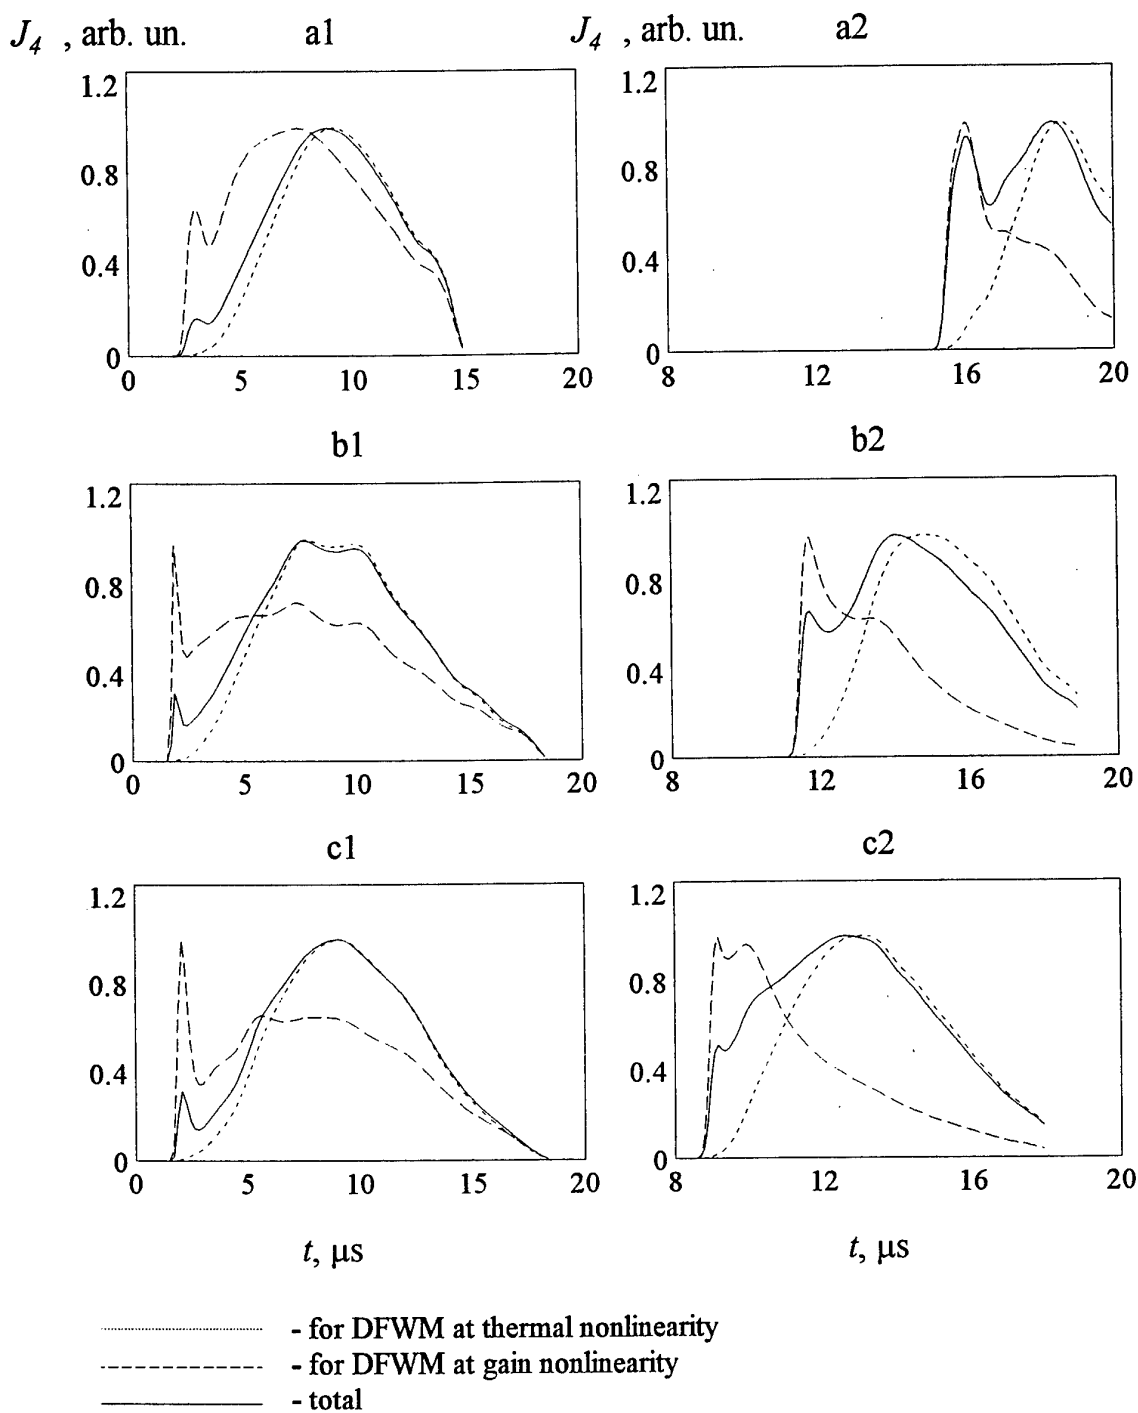 J4 , arb. un. a1 J4 , arb. un. a2
1.2 1.2
0.8 0.8
0.4 0.4
0 0
0 5 10 15 20 8 12 16 20
b1 b2
1.2 1.2
0.8 0.8
0.4 0.4
0 0
0 5 10 15 20 8 12 16 20
c1 c2
1.2 1.2
0.8 0.8
0.4 0.4
0 0
0 5 10 15 20 8 12 16 20
t, μs t, μs
- for DFWM at thermal nonlinearity
- for DFWM at gain nonlinearity
- total